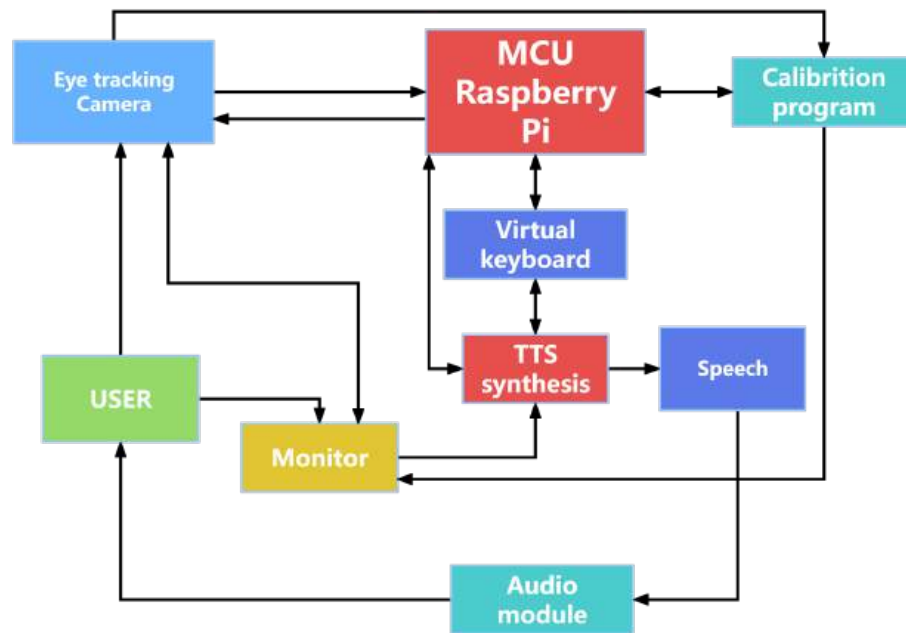 Eye tracking
Camera
MCU
Raspberry
Pi
Calibrition
program
Virtual
keyboard
TTS
synthesis
Speech
USER
Monitor
Audio
module